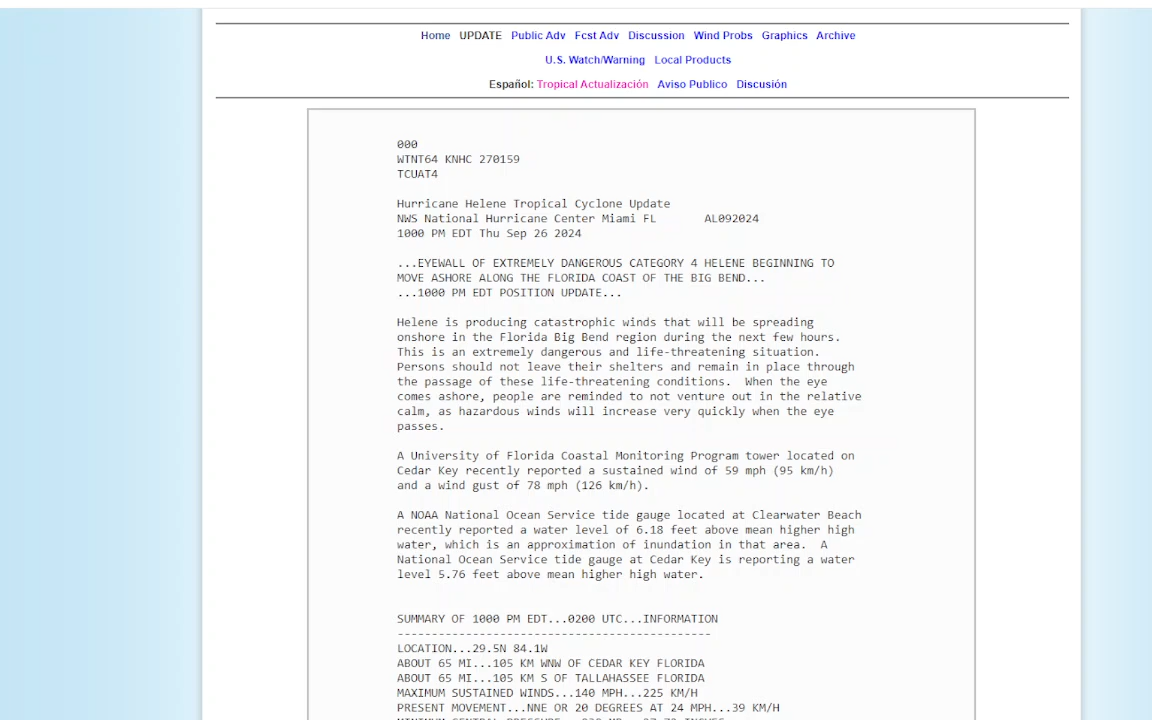 Home UPDATE Public Adv Fcst Adv Discussion Wind Probs Graphics Archive
U.S. Watch/Warning Local Products
Español: Tropical Actualización Aviso Publico Discusión
000
WTNT64 KNHC 270159
TCUAT4
Hurricane Helene Tropical Cyclone Update
NWS National Hurricane Center Miami FL AL092024
1000 PM EDT Thu Sep 26 2024
...EYEWALL OF EXTREMELY DANGEROUS CATEGORY 4 HELENE BEGINNING TO
MOVE ASHORE ALONG THE FLORIDA COAST OF THE BIG BEND...
...1000 PM EDT POSITION UPDATE...
Helene is producing catastrophic winds that will be spreading
onshore in the Florida Big Bend region during the next few hours.
This is an extremely dangerous and life-threatening situation.
Persons should not leave their shelters and remain in place through
the passage of these life-threatening conditions. When the eye
comes ashore, people are reminded to not venture out in the relative
calm, as hazardous winds will increase very quickly when the eye
passes.
A University of Florida Coastal Monitoring Program tower located on
Cedar Key recently reported a sustained wind of 59 mph (95 km/h)
and a wind gust of 78 mph (126 km/h).
A NOAA National Ocean Service tide gauge located at Clearwater Beach
recently reported a water level of 6.18 feet above mean higher high
water, which is an approximation of inundation in that area. A
National Ocean Service tide gauge at Cedar Key is reporting a water
level 5.76 feet above mean higher high water.
SUMMARY OF 1000 PM EDT...0200 UTC...INFORMATION
----------------------------------------------
LOCATION...29.5N 84.1W
ABOUT 65 MI...105 KM WNW OF CEDAR KEY FLORIDA
ABOUT 65 MI...105 KM S OF TALLAHASSEE FLORIDA
MAXIMUM SUSTAINED WINDS...140 MPH...225 KM/H
PRESENT MOVEMENT...NNE OR 20 DEGREES AT 24 MPH...39 KM/H